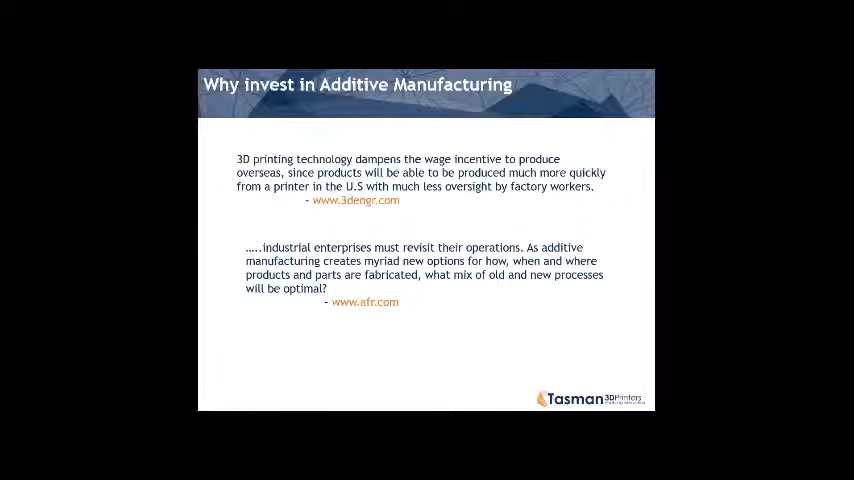 Why invest in Additive Manufacturing
3D printing technology dampens the wage incentive to produce
overseas, since products will be able to be produced much more quickly
from a printer in the U.S with much less oversight by factory workers.
- www.3dengr.com
…..industrial enterprises must revisit their operations. As additive
manufacturing creates myriad new options for how, when and where
products and parts are fabricated, what mix of old and new processes
will be optimal?
- www.afr.com
Tasman 3DPrinters